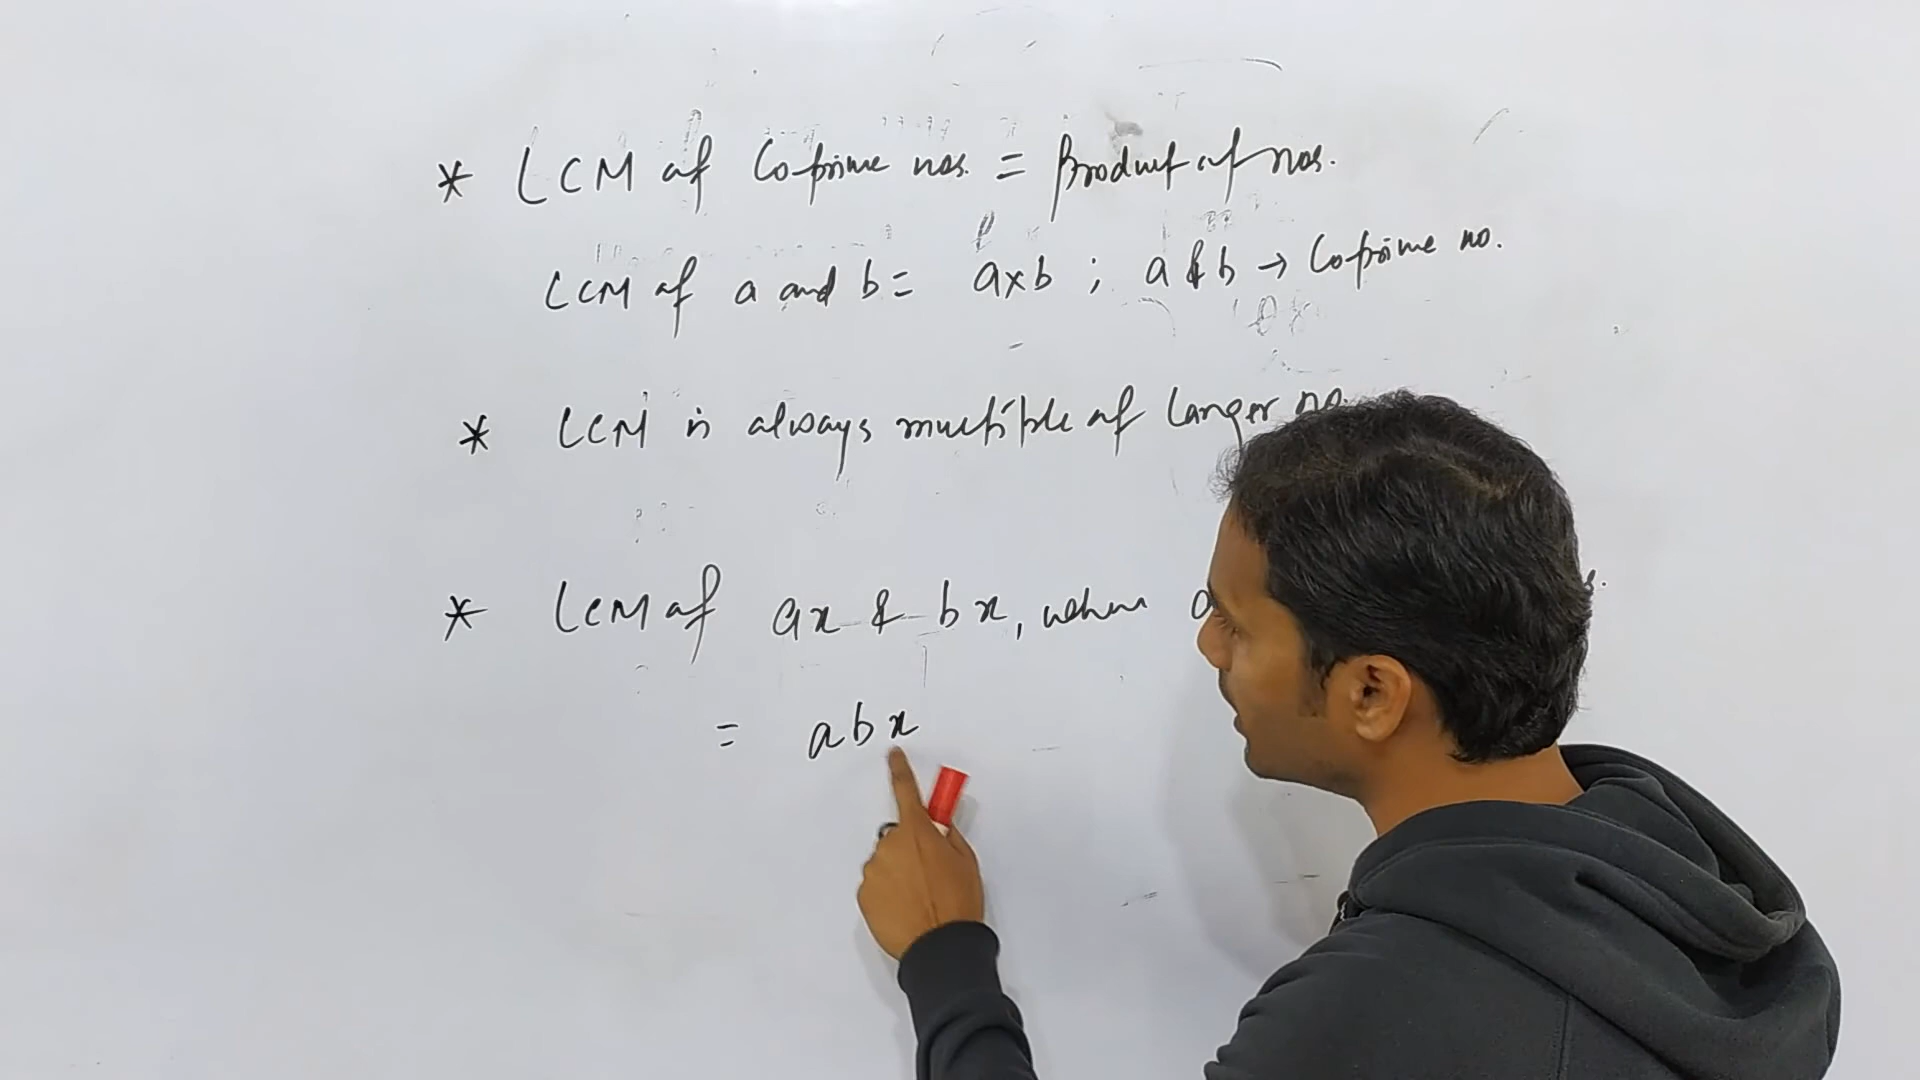 * LCM of Coprime nos. = Product of nos.
LCM of a and b = a×b ; a & b → Coprime no.
* LCM is always multiple of Larger no.
* LCM of ax & bx, when a
= abx